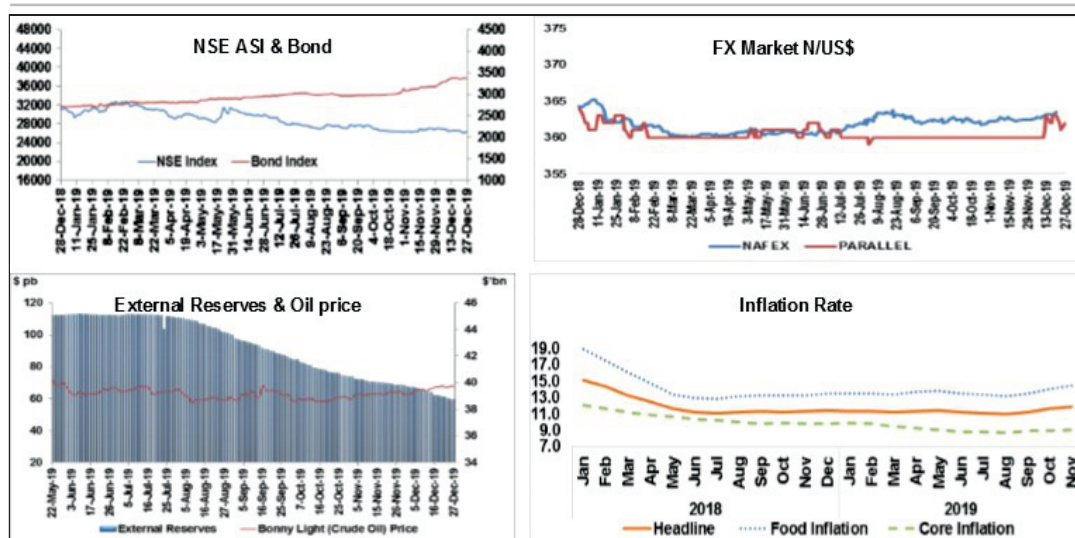 NSE ASI & Bond
48000
44000
40000
36000
32000
28000
24000
20000
16000
4500
4000
3500
3000
2500
2000
1500
1000
NSE Index
Bond Index
28-Dec-18
11-Jan-19
25-Jan-19
8-Feb-19
22-Feb-19
8-Mar-19
22-Mar-19
5-Apr-19
19-Apr-19
3-May-19
17-May-19
31-May-19
14-Jun-19
28-Jun-19
12-Jul-19
26-Jul-19
9-Aug-19
23-Aug-19
6-Sep-19
20-Sep-19
4-Oct-19
18-Oct-19
1-Nov-19
15-Nov-19
29-Nov-19
13-Dec-19
27-Dec-19
FX Market N/US$
375
370
365
360
355
28-Dec-18
11-Jan-19
25-Jan-19
8-Feb-19
22-Feb-19
8-Mar-19
22-Mar-19
5-Apr-19
19-Apr-19
3-May-19
17-May-19
31-May-19
14-Jun-19
28-Jun-19
12-Jul-19
26-Jul-19
9-Aug-19
23-Aug-19
6-Sep-19
20-Sep-19
4-Oct-19
18-Oct-19
1-Nov-19
15-Nov-19
29-Nov-19
13-Dec-19
27-Dec-19
NAFEX
PARALLEL
$ pb
$'bn
External Reserves & Oil price
120
100
80
60
40
20
46
44
42
40
38
36
34
22-May-19
3-Jun-19
17-Jun-19
26-Jun-19
5-Jul-19
16-Jul-19
25-Jul-19
5-Aug-19
16-Aug-19
27-Aug-19
5-Sep-19
16-Sep-19
25-Sep-19
7-Oct-19
16-Oct-19
25-Oct-19
5-Nov-19
15-Nov-19
26-Nov-19
5-Dec-19
16-Dec-19
27-Dec-19
External Reserves
Bonny Light (Crude Oil) Price
Inflation Rate
19.0
17.0
15.0
13.0
11.0
9.0
7.0
Jan
Feb
Mar
Apr
May
Jun
Jul
Aug
Sep
Oct
Nov
Dec
Jan
Feb
Mar
Apr
May
Jun
Jul
Aug
Sep
Oct
Nov
2018
2019
Headline
Food Inflation
Core Inflation